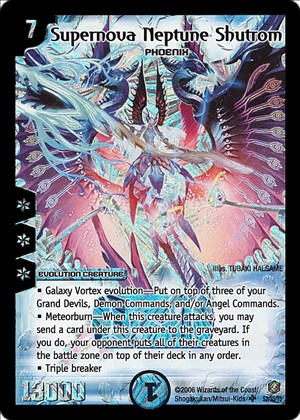 7
Supernova Neptune Shutrom
PHOENIX
Illus. TUBAKI HALSAME
EVOLUTION CREATURE
▪ Galaxy Vortex evolution—Put on top of three of your
Grand Devils, Demon Commands, and/or Angel Commands.
▪ Meteorburn—When this creature attacks, you may
send a card under this creature to the graveyard. If
you do, your opponent puts all of their creatures in
the battle zone on top of their deck in any order.
▪ Triple breaker
13000
1
©2006 Wizards of the Coast/
Shogakukan/Mitsui-Kids